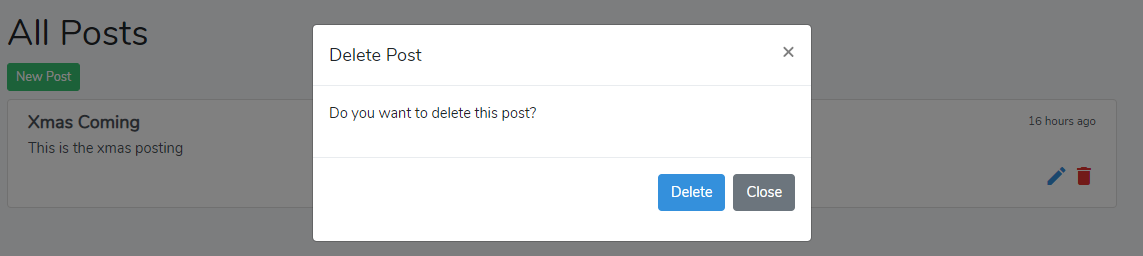 All Posts
New Post
Xmas Coming
16 hours ago
This is the xmas posting
Delete Post
×
Do you want to delete this post?
Delete
Close